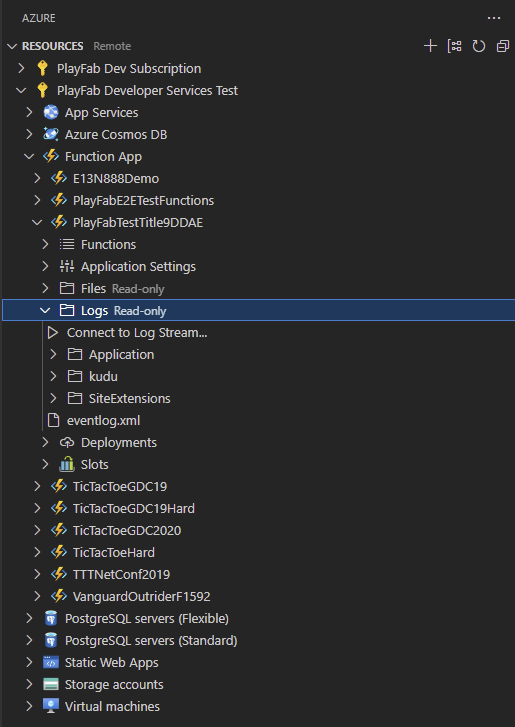 AZURE
RESOURCES Remote
PlayFab Dev Subscription
PlayFab Developer Services Test
App Services
Azure Cosmos DB
Function App
E13N888Demo
PlayFabE2ETestFunctions
PlayFabTestTitle9DDAE
Functions
Application Settings
Files Read-only
Logs Read-only
Connect to Log Stream...
Application
kudu
SiteExtensions
eventlog.xml
Deployments
Slots
TicTacToeGDC19
TicTacToeGDC19Hard
TicTacToeGDC2020
TicTacToeHard
TTTNetConf2019
VanguardOutriderF1592
PostgreSQL servers (Flexible)
PostgreSQL servers (Standard)
Static Web Apps
Storage accounts
Virtual machines